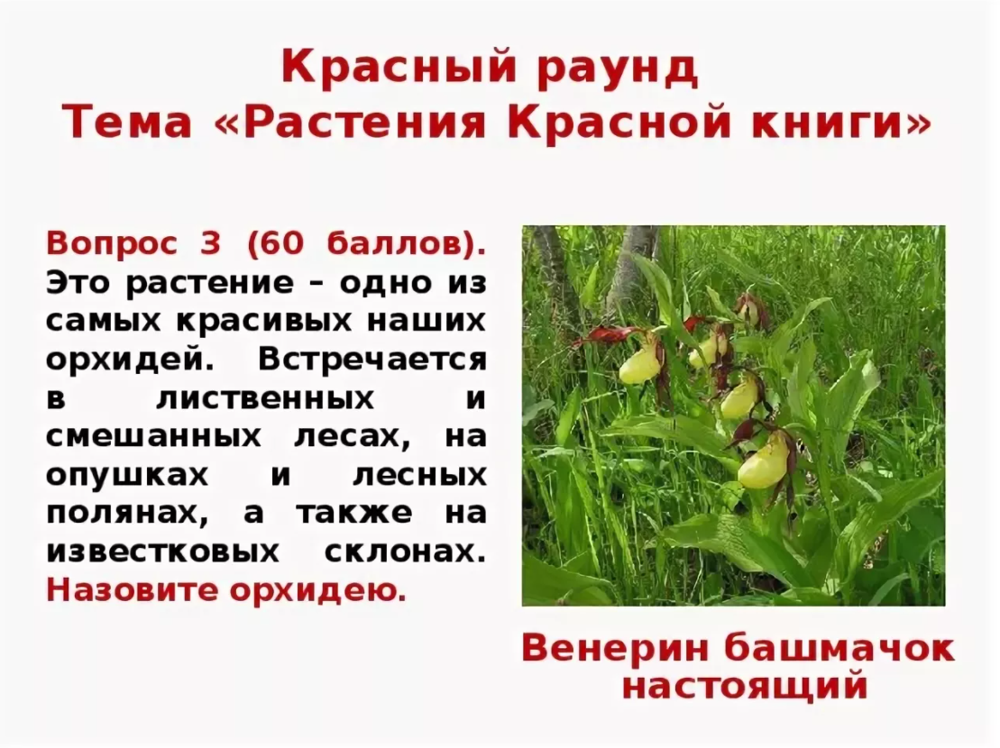 Красный раунд
Тема «Растения Красной книги»
Вопрос 3 (60 баллов).
Это растение – одно из
самых красивых наших
орхидей. Встречается
в лиственных и
смешанных лесах, на
опушках и лесных
полянах, а также на
известковых склонах.
Назовите орхидею.
Венерин башмачок
настоящий